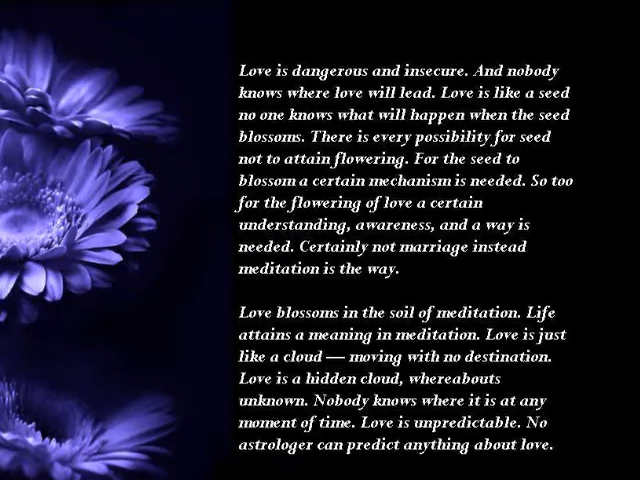 Love is dangerous and insecure. And nobody
knows where love will lead. Love is like a seed
no one knows what will happen when the seed
blossoms. There is every possibility for seed
not to attain flowering. For the seed to
blossom a certain mechanism is needed. So too
for the flowering of love a certain
understanding, awareness, and a way is
needed. Certainly not marriage instead
meditation is the way.

Love blossoms in the soil of meditation. Life
attains a meaning in meditation. Love is just
like a cloud — moving with no destination.
Love is a hidden cloud, whereabouts
unknown. Nobody knows where it is at any
moment of time. Love is unpredictable. No
astrologer can predict anything about love.